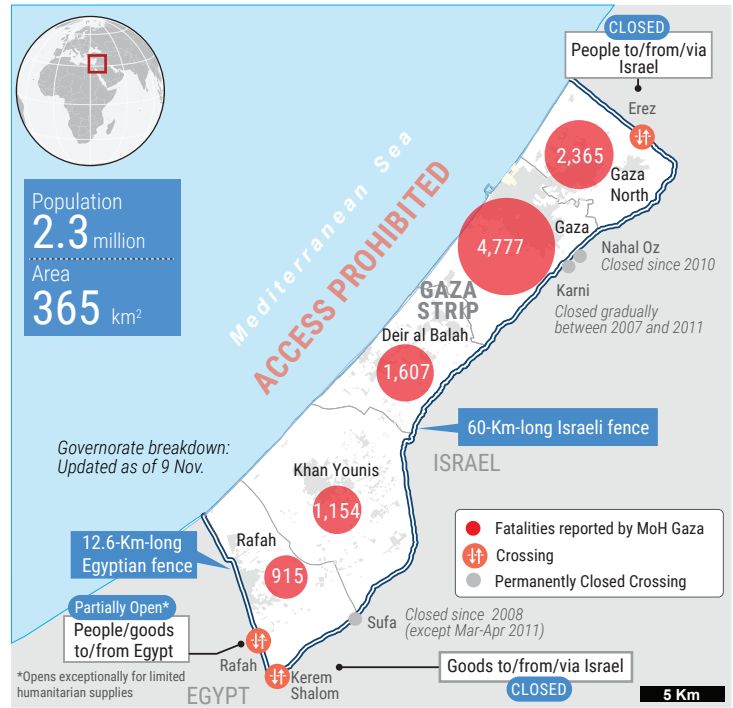 CLOSED
People to/from/via
Israel
Erez
2,365
Gaza
North
Population
2.3 million
Area
365 km²
Mediterranean Sea
ACCESS PROHIBITED
4,777
Gaza
Nahal Oz
Closed since 2010
Karni
Closed gradually
between 2007 and 2011
GAZA
STRIP
Deir al Balah
1,607
60-Km-long Israeli fence
ISRAEL
Governorate breakdown:
Updated as of 9 Nov.
Khan Younis
1,154
12.6-Km-long
Egyptian fence
Rafah
915
Fatalities reported by MoH Gaza
Crossing
Permanently Closed Crossing
Partially Open*
People/goods
to/from Egypt
Rafah
Sufa
Closed since 2008
(except Mar-Apr 2011)
*Opens exceptionally for limited
humanitarian supplies
EGYPT
Kerem
Shalom
Goods to/from/via Israel
CLOSED
5 Km